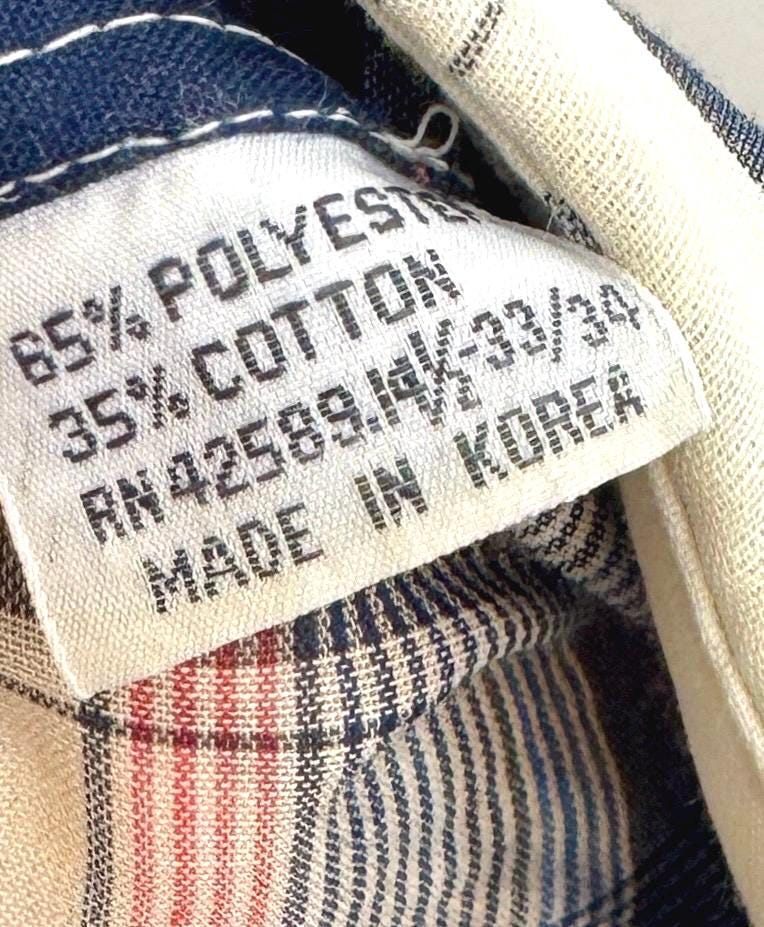 65% POLYESTER
35% COTTON
RN42589.14½-33/34
MADE IN KOREA